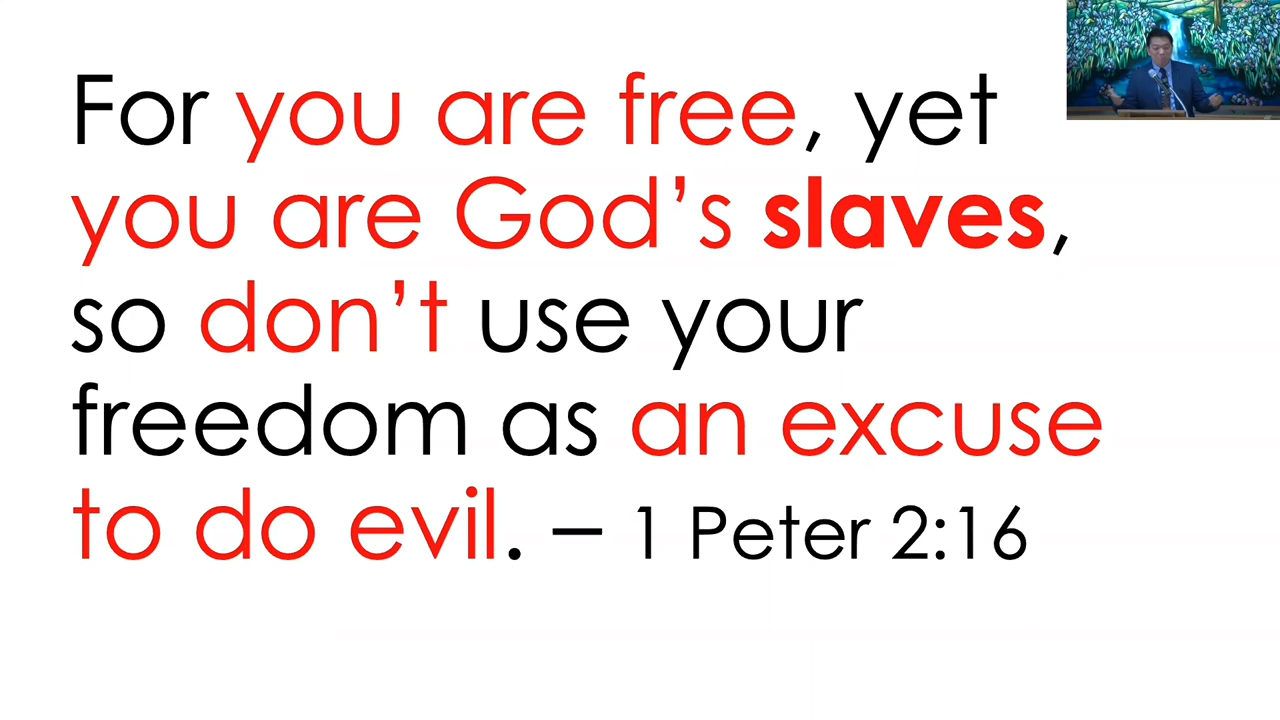 For you are free, yet
you are God’s slaves,
so don’t use your
freedom as an excuse
to do evil. – 1 Peter 2:16